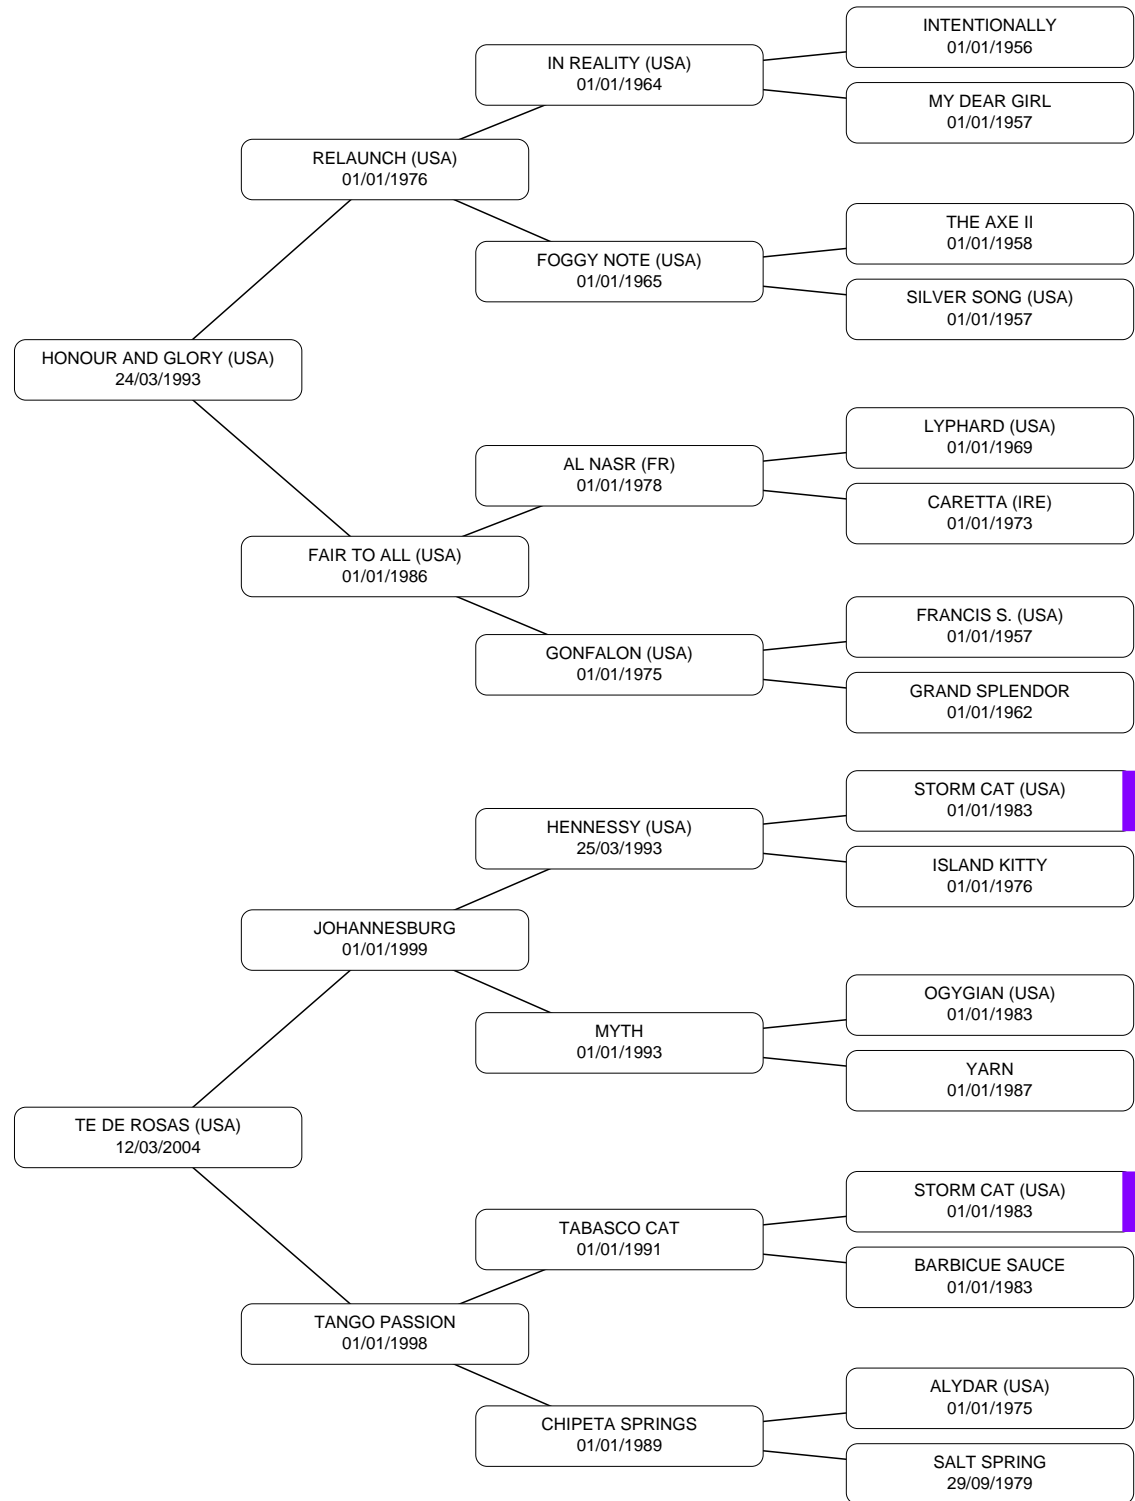 INTENTIONALLY
01/01/1956
IN REALITY (USA)
01/01/1964
MY DEAR GIRL
01/01/1957
RELAUNCH (USA)
01/01/1976
THE AXE II
01/01/1958
FOGGY NOTE (USA)
01/01/1965
SILVER SONG (USA)
01/01/1957
HONOUR AND GLORY (USA)
24/03/1993
LYPHARD (USA)
01/01/1969
AL NASR (FR)
01/01/1978
CARETTA (IRE)
01/01/1973
FAIR TO ALL (USA)
01/01/1986
FRANCIS S. (USA)
01/01/1957
GONFALON (USA)
01/01/1975
GRAND SPLENDOR
01/01/1962
STORM CAT (USA)
01/01/1983
HENNESSY (USA)
25/03/1993
ISLAND KITTY
01/01/1976
JOHANNESBURG
01/01/1999
OGYGIAN (USA)
01/01/1983
MYTH
01/01/1993
YARN
01/01/1987
TE DE ROSAS (USA)
12/03/2004
STORM CAT (USA)
01/01/1983
TABASCO CAT
01/01/1991
BARBICUE SAUCE
01/01/1983
TANGO PASSION
01/01/1998
ALYDAR (USA)
01/01/1975
CHIPETA SPRINGS
01/01/1989
SALT SPRING
29/09/1979